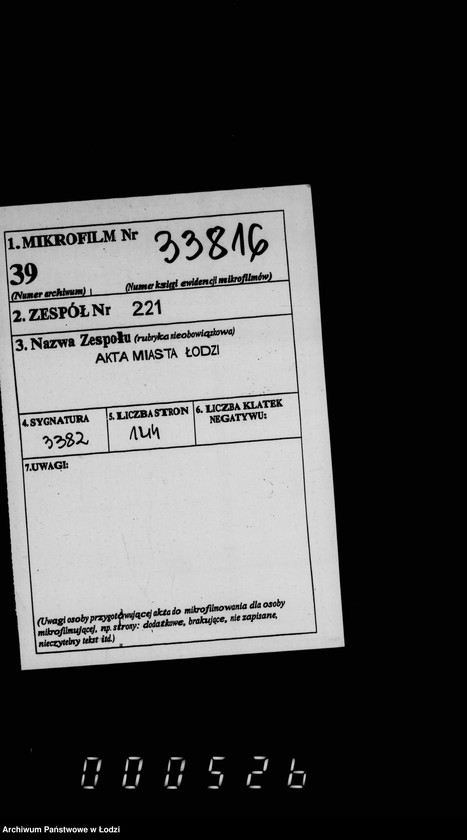 1. MIKROFILM Nr 33816
39
(Numer archiwum) (Numer księgi ewidencji mikrofilmów)
2. ZESPÓŁ Nr 221
3. Nazwa Zespołu (rubryka nieobowiązkowa)
AKTA MIASTA ŁODZI
4. SYGNATURA 5. LICZBA STRON 6. LICZBA KLATEK
NEGATYWU:
3382 144
7. UWAGI:
(Uwagi osoby przygotowującej akta do mikrofilmowania dla osoby
mikrofilmującej, np. strony: dodatkowe, brakujące, nie zapisane,
nieczytelny tekst itd.)
000526
Archiwum Państwowe w Łodzi